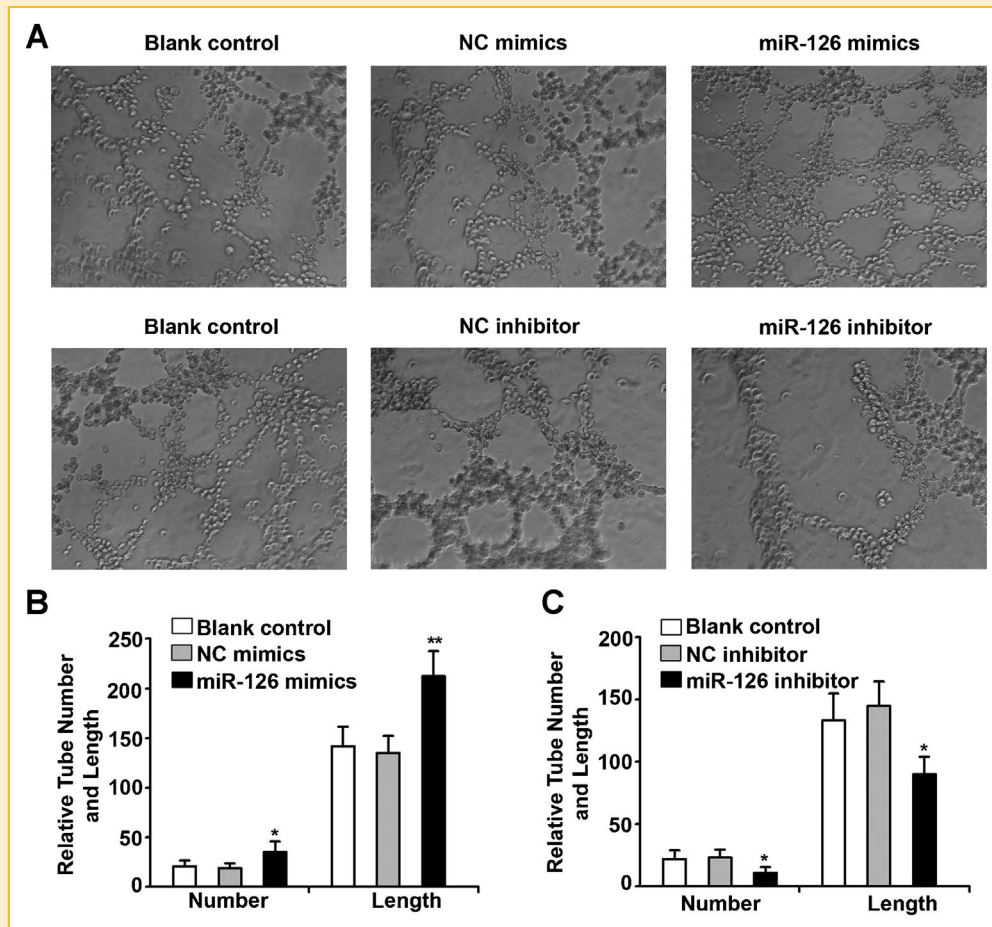 A
Blank control
NC mimics
miR-126 mimics
Blank control
NC inhibitor
miR-126 inhibitor
B
Relative Tube Number
and Length
250
200
150
100
50
0
Blank control
NC mimics
miR-126 mimics
*
**
Number
Length
C
Relative Tube Number
and Length
200
150
100
50
0
Blank control
NC inhibitor
miR-126 inhibitor
*
*
Number
Length